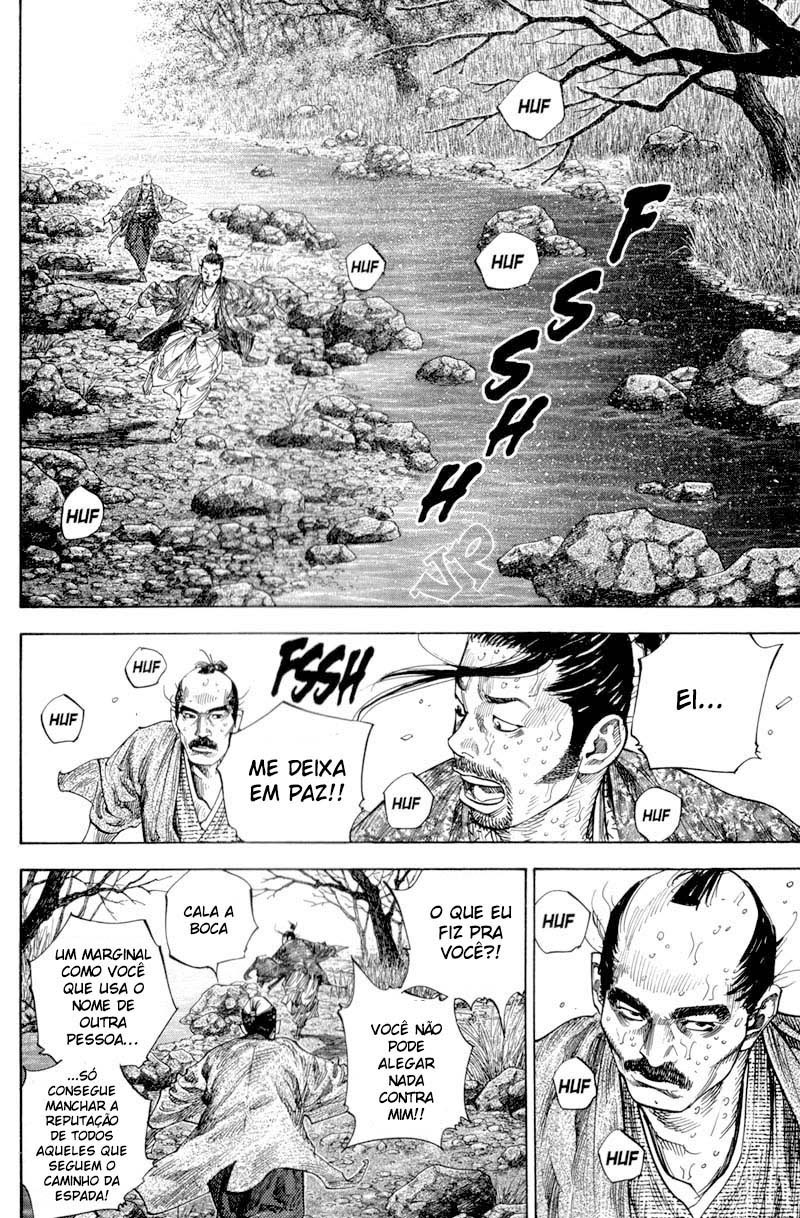 HUF
HUF
HUF
FSSHH
HUF
VR
EI...
FSSH
HUF
HUF
ME DEIXA
EM PAZ!!
HUF
HUF
O QUE EU
FIZ PRA
VOCÊ?!
VOCÊ NÃO
PODE
ALEGAR
NADA
CONTRA
MIM!!
CALA A
BOCA
UM MARGINAL
COMO VOCÊ
QUE USA O
NOME DE
OUTRA
PESSOA...
...SÓ
CONSEGUE
MANCHAR A
REPUTAÇÃO
DE TODOS
AQUELES QUE
SEGUEM O
CAMINHO DA
ESPADA!
HUF
HUF
HUF